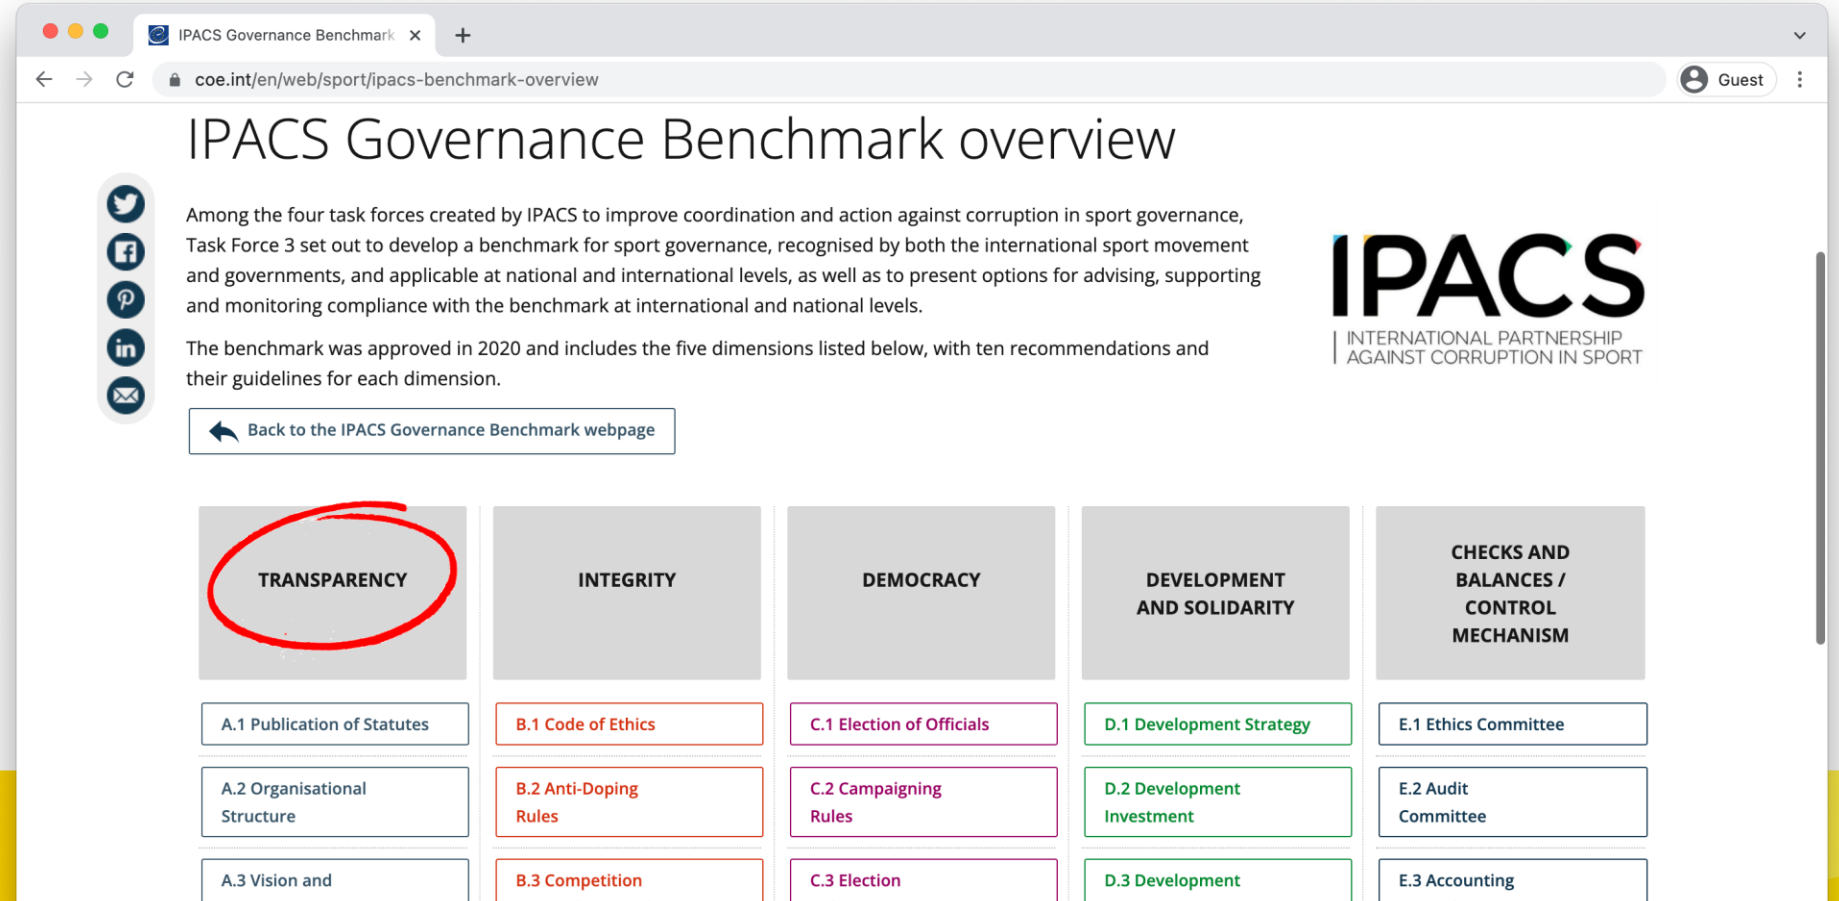 IPACS Governance Benchmark
coe.int/en/web/sport/ipacs-benchmark-overview
Guest
IPACS Governance Benchmark overview
Among the four task forces created by IPACS to improve coordination and action against corruption in sport governance,
Task Force 3 set out to develop a benchmark for sport governance, recognised by both the international sport movement
and governments, and applicable at national and international levels, as well as to present options for advising, supporting
and monitoring compliance with the benchmark at international and national levels.
The benchmark was approved in 2020 and includes the five dimensions listed below, with ten recommendations and
their guidelines for each dimension.
IPACS
INTERNATIONAL PARTNERSHIP
AGAINST CORRUPTION IN SPORT
Back to the IPACS Governance Benchmark webpage
TRANSPARENCY
INTEGRITY
DEMOCRACY
DEVELOPMENT
AND SOLIDARITY
CHECKS AND
BALANCES /
CONTROL
MECHANISM
A.1 Publication of Statutes
B.1 Code of Ethics
C.1 Election of Officials
D.1 Development Strategy
E.1 Ethics Committee
A.2 Organisational
Structure
B.2 Anti-Doping
Rules
C.2 Campaigning
Rules
D.2 Development
Investment
E.2 Audit
Committee
A.3 Vision and
B.3 Competition
C.3 Election
D.3 Development
E.3 Accounting